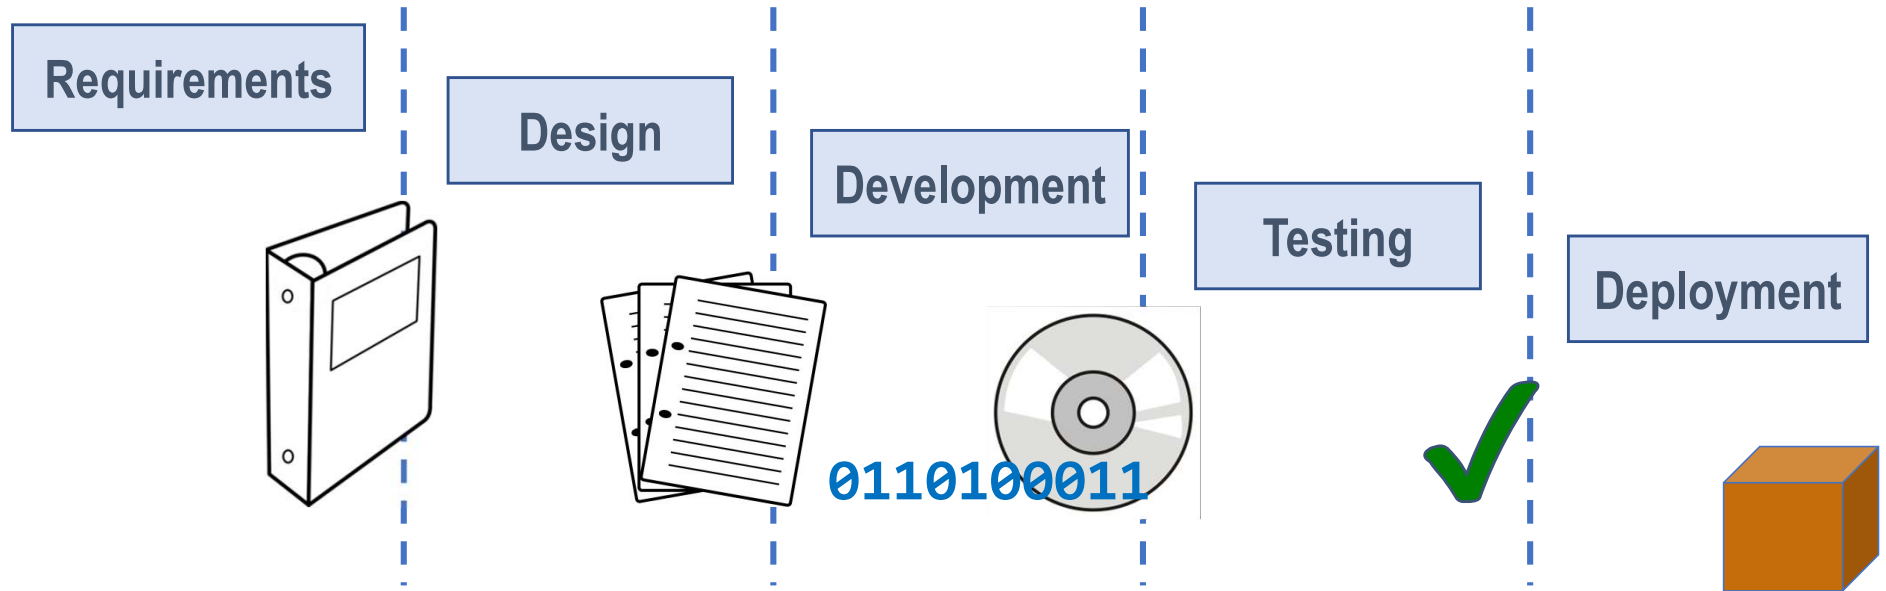 Requirements
Design
Development
Testing
Deployment
0110100011